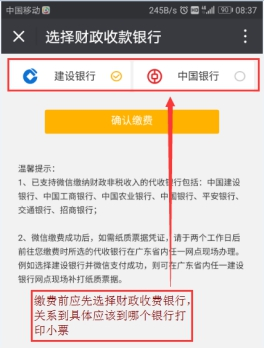 中国移动 245B/s 90 08:37
选择财政收款银行
建设银行 中国银行
确认缴费
温馨提示：
1、已支持微信缴纳财政非税收入的代收银行包括：中国建设
银行、中国工商银行、中国农业银行、中国银行、平安银行、
交通银行、招商银行；
2、微信缴费成功后，如需纸质票据凭证，请于两个工作日后
前往您缴费时所选的代收银行在广东省内任一网点现场办理。
例如选择建设银行并微信支付成功，则可在广东省内任一建设
银行网点现场补打纸质票据。
缴费前应先选择财政收费银行，
关系到具体应该到哪个银行打
印小票